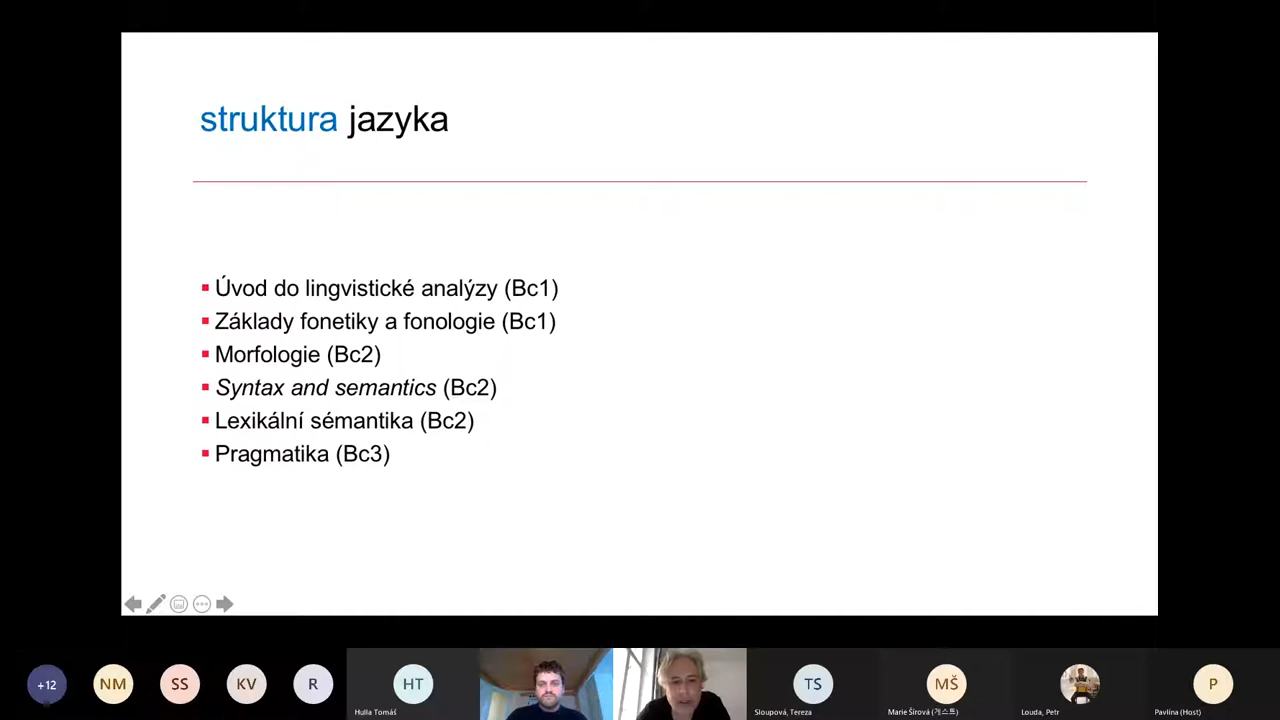 struktura jazyka
Úvod do lingvistické analýzy (Bc1)
Základy fonetiky a fonologie (Bc1)
Morfologie (Bc2)
Syntax and semantics (Bc2)
Lexikální sémantika (Bc2)
Pragmatika (Bc3)
+12
NM
SS
KV
R
HT
TS
MŠ
P
Hulla Tomáš
Sloupová, Tereza
Marie Šírová (게스트)
Louda, Petr
Pavlína (Host)